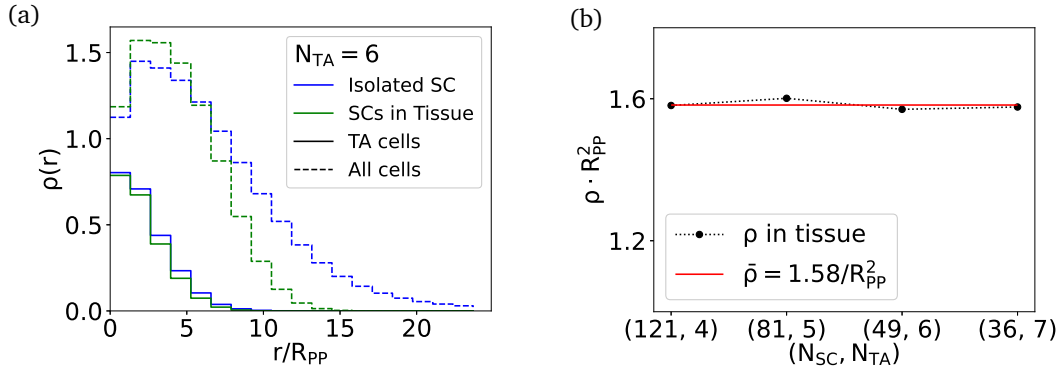 (a)
1.5
1.0
0.5
0.0
ρ(r)
0 5 10 15 20
r/R_PP
N_TA = 6
Isolated SC
SCs in Tissue
TA cells
All cells
(b)
1.6
1.2
ρ · R²_PP
ρ in tissue
ρ̄ = 1.58/R²_PP
(121, 4) (81, 5) (49, 6) (36, 7)
(N_SC, N_TA)